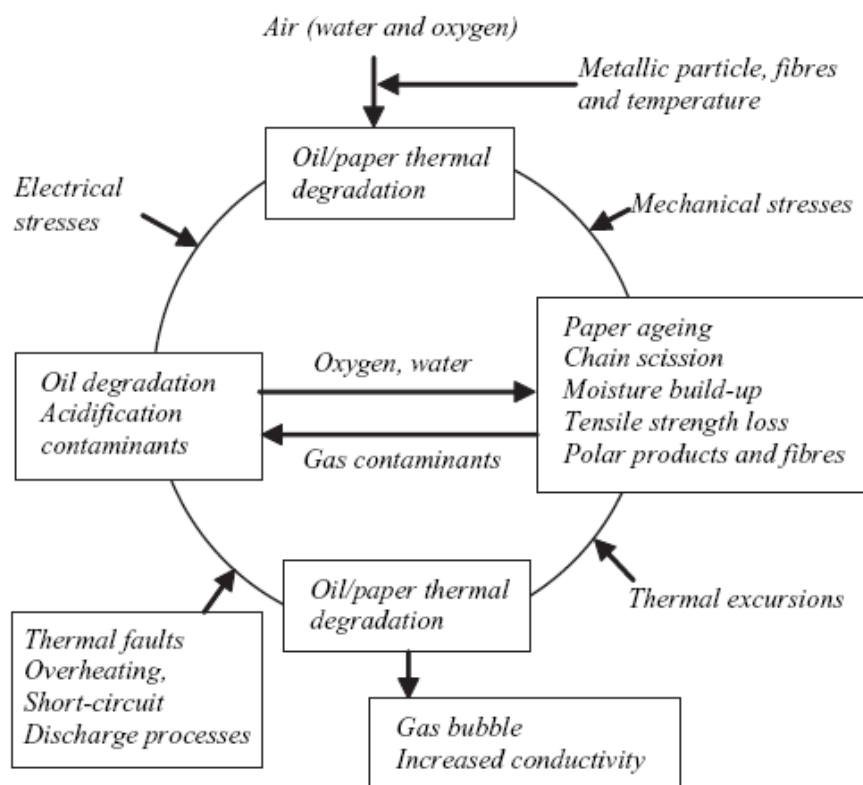 Air (water and oxygen)
Metallic particle, fibres
and temperature
Oil/paper thermal
degradation
Electrical
stresses
Mechanical stresses
Oil degradation
Acidification
contaminants
Oxygen, water
Gas contaminants
Paper ageing
Chain scission
Moisture build-up
Tensile strength loss
Polar products and fibres
Oil/paper thermal
degradation
Thermal excursions
Thermal faults
Overheating,
Short-circuit
Discharge processes
Gas bubble
Increased conductivity